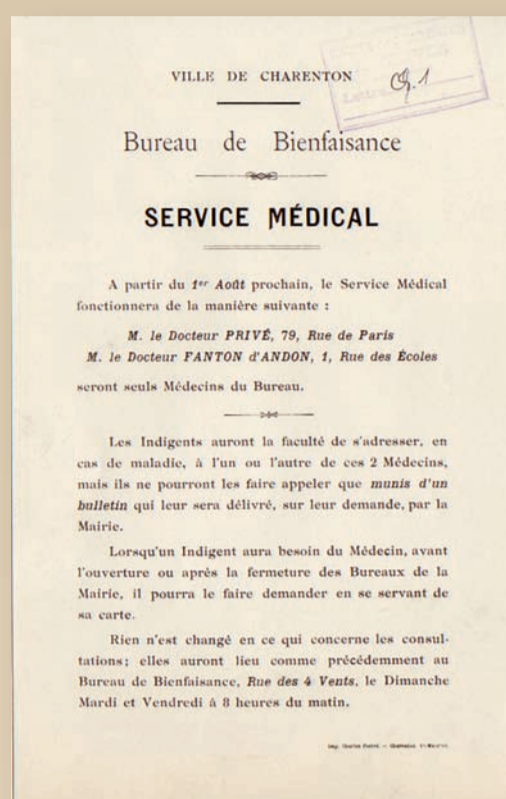 VILLE DE CHARENTON
Bureau de Bienfaisance
SERVICE MÉDICAL
A partir du 1er Août prochain, le Service Médical
fonctionnera de la manière suivante :
M. le Docteur PRIVÉ, 79, Rue de Paris
M. le Docteur FANTON d'ANDON, 1, Rue des Écoles
seront seuls Médecins du Bureau.
Les Indigents auront la faculté de s'adresser, en
cas de maladie, à l'un ou l'autre de ces 2 Médecins,
mais ils ne pourront les faire appeler que munis d'un
bulletin qui leur sera délivré, sur leur demande, par la
Mairie.
Lorsqu'un Indigent aura besoin du Médecin, avant
l'ouverture ou après la fermeture des Bureaux de la
Mairie, il pourra le faire demander en se servant de
sa carte.
Rien n'est changé en ce qui concerne les consul-
tations; elles auront lieu comme précédemment au
Bureau de Bienfaisance, Rue des 4 Vents, le Dimanche
Mardi et Vendredi à 8 heures du matin.
Imp. Charles